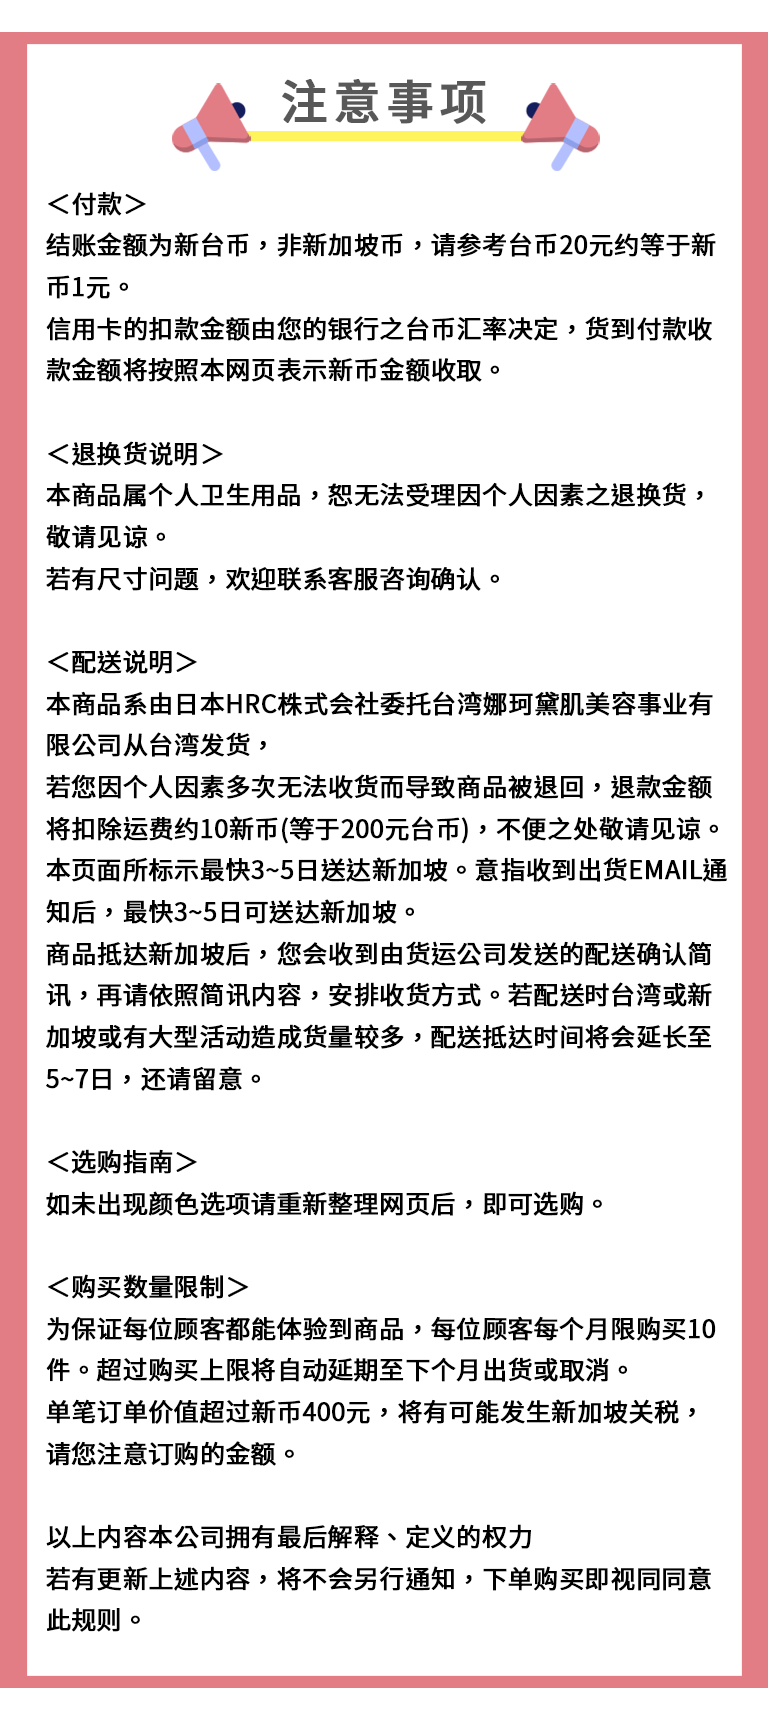 注意事项
＜付款＞
结账金额为新台币，非新加坡币，请参考台币20元约等于新
币1元。
信用卡的扣款金额由您的银行之台币汇率决定，货到付款收
款金额将按照本网页表示新币金额收取。
＜退换货说明＞
本商品属个人卫生用品，恕无法受理因个人因素之退换货，
敬请见谅。
若有尺寸问题，欢迎联系客服咨询确认。
＜配送说明＞
本商品系由日本HRC株式会社委托台湾娜珂黛肌美容事业有
限公司从台湾发货，
若您因个人因素多次无法收货而导致商品被退回，退款金额
将扣除运费约10新币(等于200元台币)，不便之处敬请见谅。
本页面所标示最快3~5日送达新加坡。意指收到出货EMAIL通
知后，最快3~5日可送达新加坡。
商品抵达新加坡后，您会收到由货运公司发送的配送确认简
讯，再请依照简讯内容，安排收货方式。若配送时台湾或新
加坡或有大型活动造成货量较多，配送抵达时间将会延长至
5~7日，还请留意。
＜选购指南＞
如未出现颜色选项请重新整理网页后，即可选购。
＜购买数量限制＞
为保证每位顾客都能体验到商品，每位顾客每个月限购买10
件。超过购买上限将自动延期至下个月出货或取消。
单笔订单价值超过新币400元，将有可能发生新加坡关税，
请您注意订购的金额。
以上内容本公司拥有最后解释、定义的权力
若有更新上述内容，将不会另行通知，下单购买即视同同意
此规则。